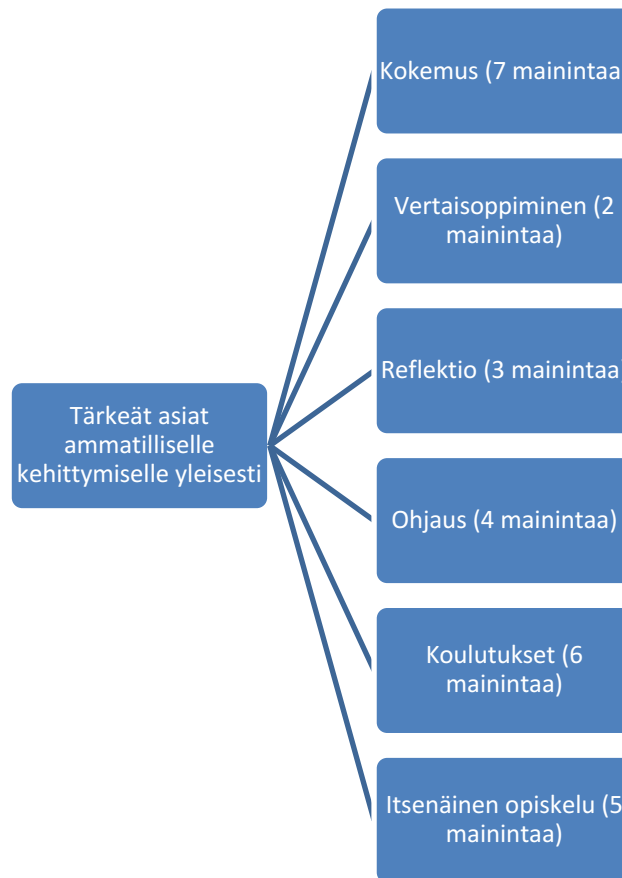 Kokemus (7 mainintaa
Vertaisoppiminen (2
mainintaa)
Reflektio (3 mainintaa
Tärkeät asiat
ammatilliselle
kehittymiselle yleisesti
Ohjaus (4 mainintaa)
Koulutukset (6
mainintaa)
Itsenäinen opiskelu (5
mainintaa)